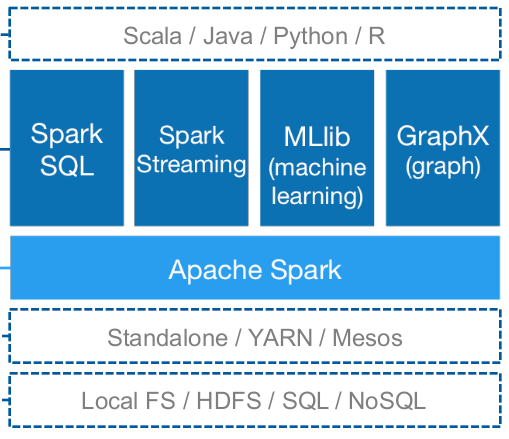 Scala / Java / Python / R
Spark
SQL
Spark
Streaming
MLlib
(machine
learning)
GraphX
(graph)
Apache Spark
Standalone / YARN / Mesos
Local FS / HDFS / SQL / NoSQL